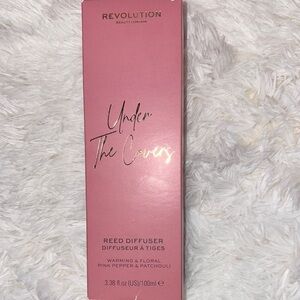 REVOLUTION
BEAUTY LONDON
Under
The Covers
REED DIFFUSER
DIFFUSEUR À TIGES
WARMING & FLORAL
PINK PEPPER & PATCHOULI
3.38 fl.oz (US)/100ml ℮